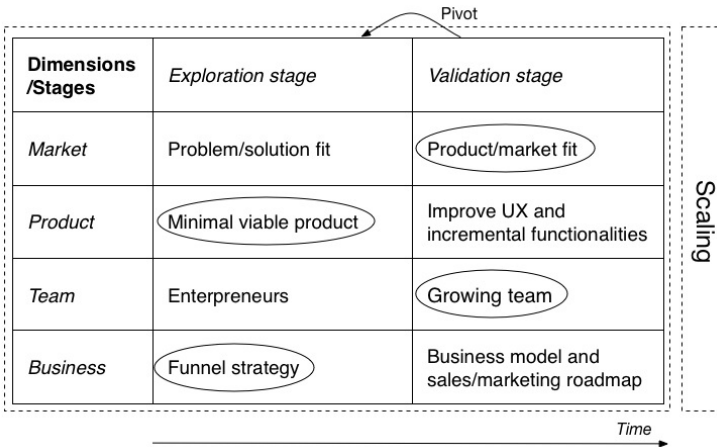 Pivot
Dimensions
/Stages
Exploration stage
Validation stage
Market
Problem/solution fit
Product/market fit
Product
Minimal viable product
Improve UX and
incremental functionalities
Team
Enterpreneurs
Growing team
Business
Funnel strategy
Business model and
sales/marketing roadmap
Scaling
Time